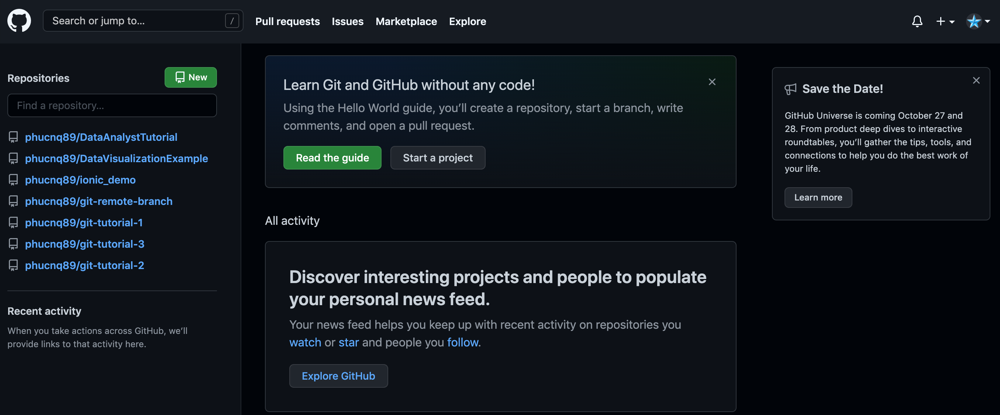 Search or jump to...
/
Pull requests
Issues
Marketplace
Explore
Repositories
New
Find a repository...
phucnq89/DataAnalystTutorial
phucnq89/DataVisualizationExample
phucnq89/ionic_demo
phucnq89/git-remote-branch
phucnq89/git-tutorial-1
phucnq89/git-tutorial-3
phucnq89/git-tutorial-2
Recent activity
When you take actions across GitHub, we’ll
provide links to that activity here.
Learn Git and GitHub without any code!
Using the Hello World guide, you’ll create a repository, start a branch, write
comments, and open a pull request.
Read the guide
Start a project
All activity
Discover interesting projects and people to populate
your personal news feed.
Your news feed helps you keep up with recent activity on repositories you
watch or star and people you follow.
Explore GitHub
Save the Date!
GitHub Universe is coming October 27 and
28. From product deep dives to interactive
roundtables, you’ll gather the tips, tools, and
connections to help you do the best work of
your life.
Learn more